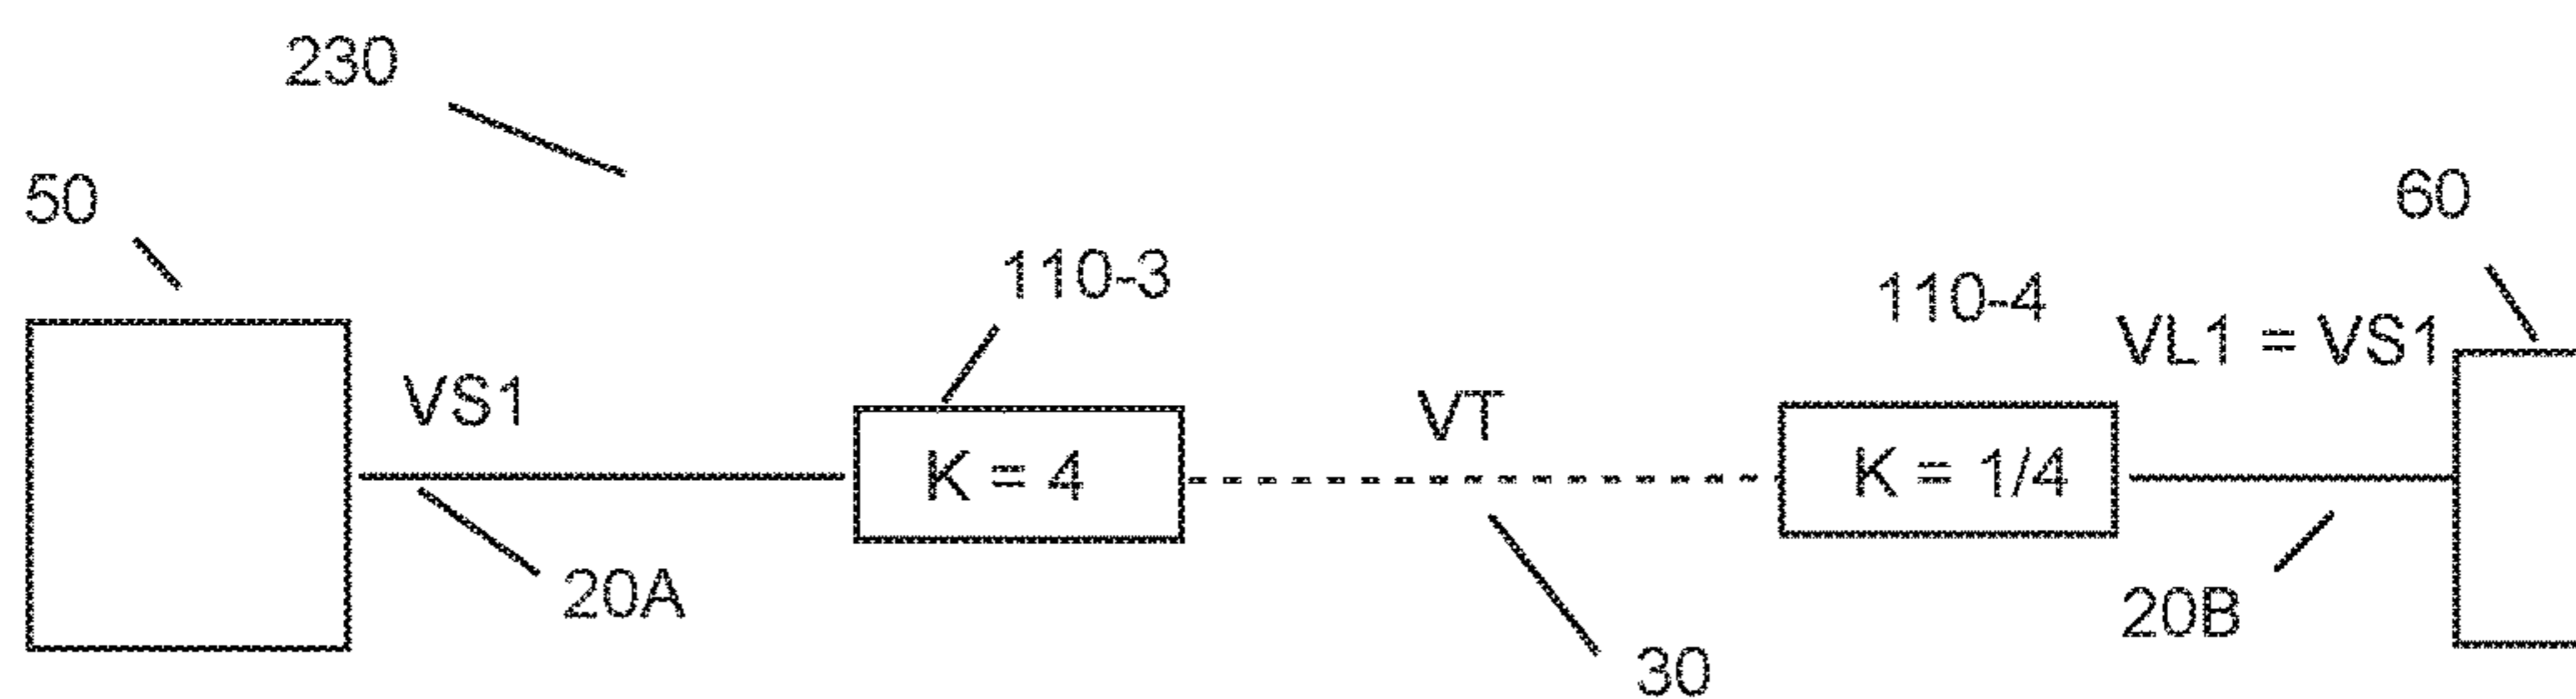 230
50
60
110-3
110-4
VL1 = VS1
VS1
VT
K = 4
K = 1/4
20A
20B
30